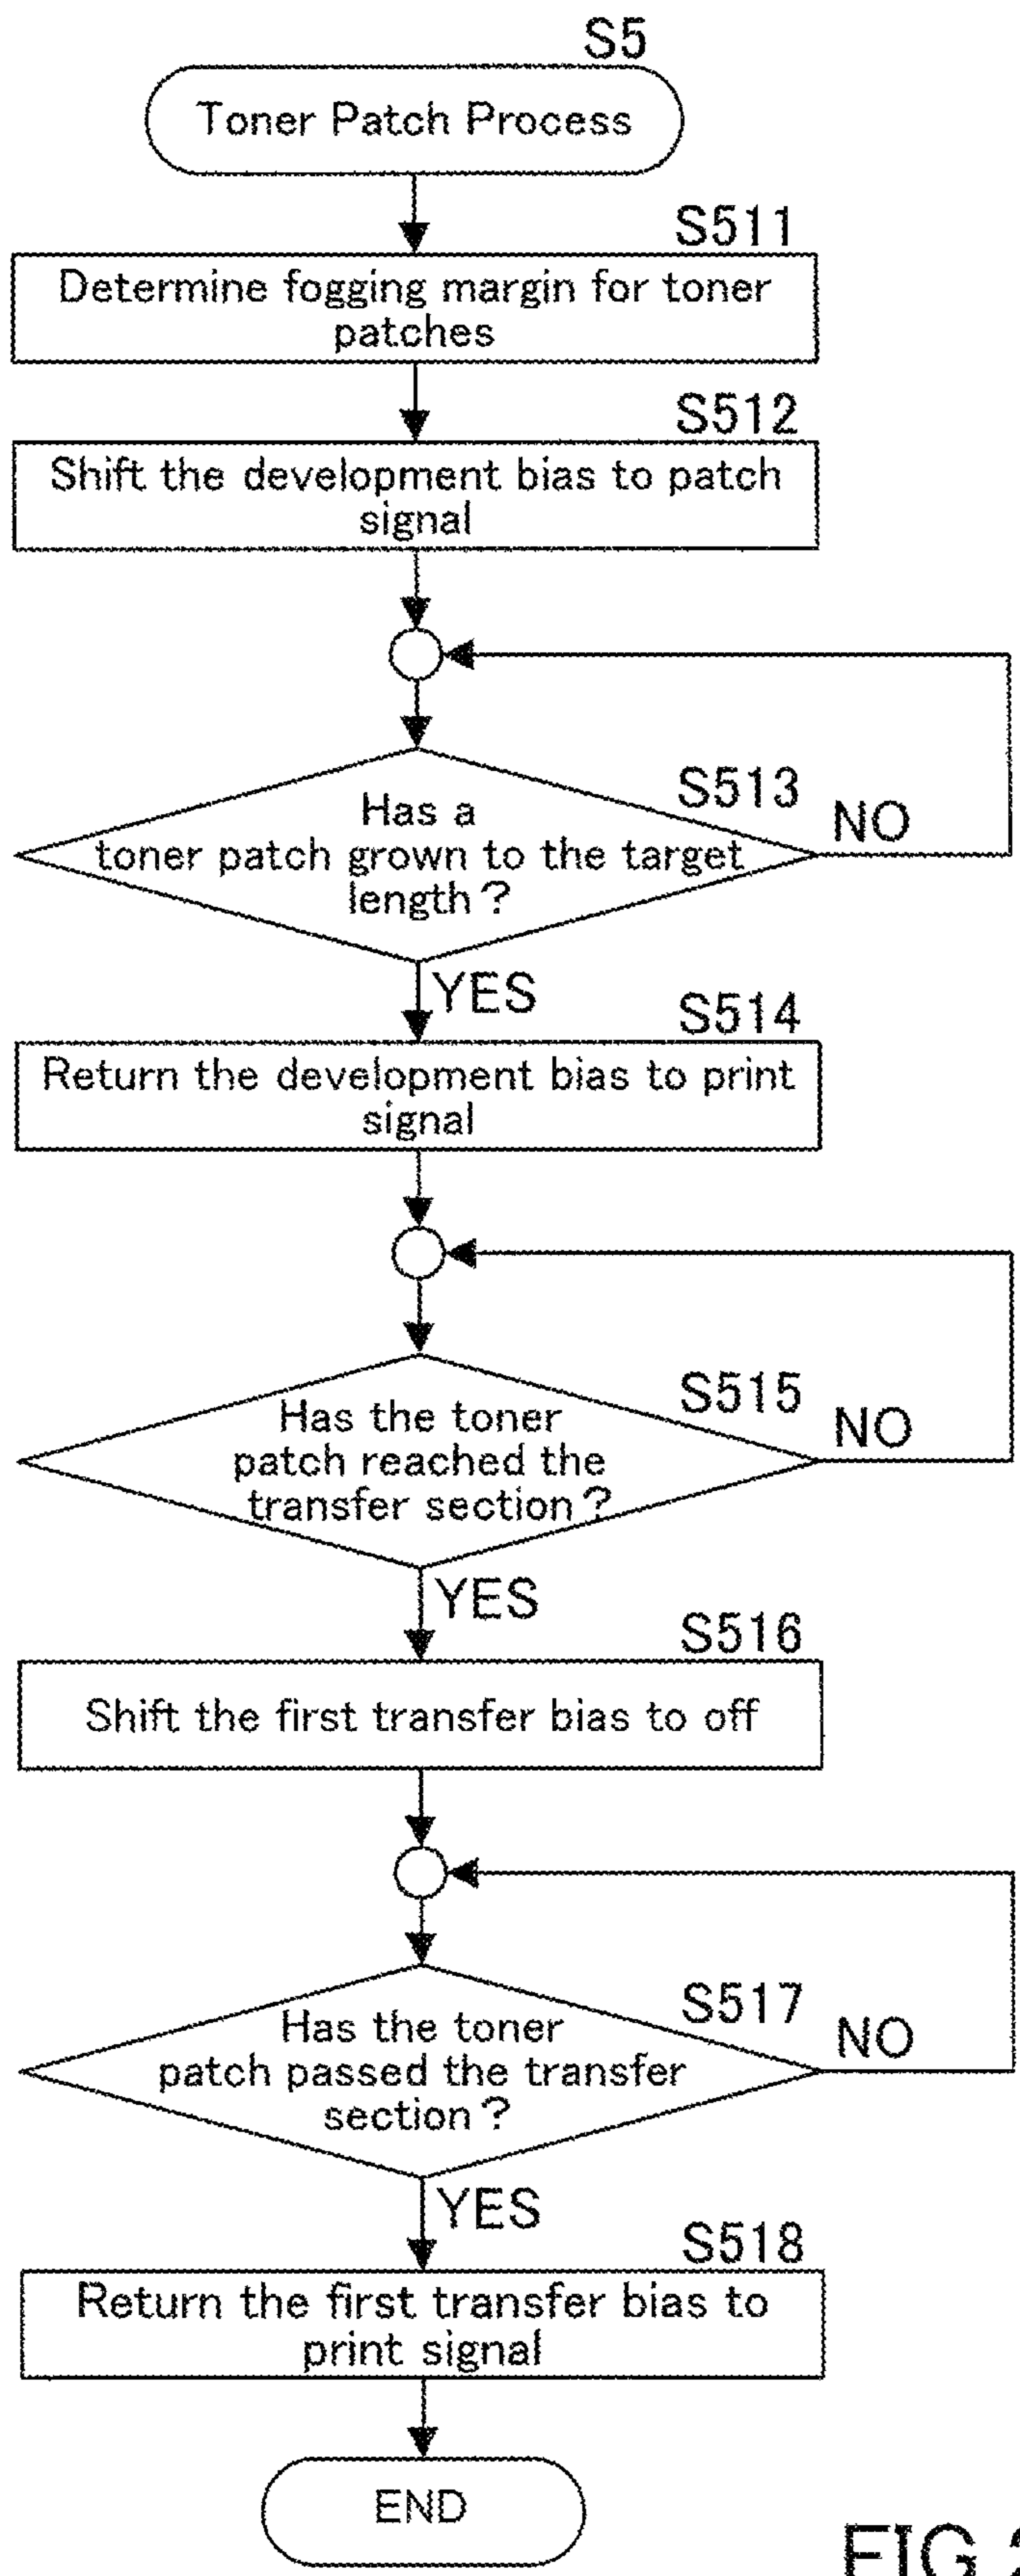 S5
Toner Patch Process
S511
Determine fogging margin for toner
patches
S512
Shift the development bias to patch
signal
S513
Has a
toner patch grown to the target
length?
NO
YES
S514
Return the development bias to print
signal
S515
Has the toner
patch reached the
transfer section?
NO
YES
S516
Shift the first transfer bias to off
S517
Has the toner
patch passed the transfer
section?
NO
YES
S518
Return the first transfer bias to
print signal
END